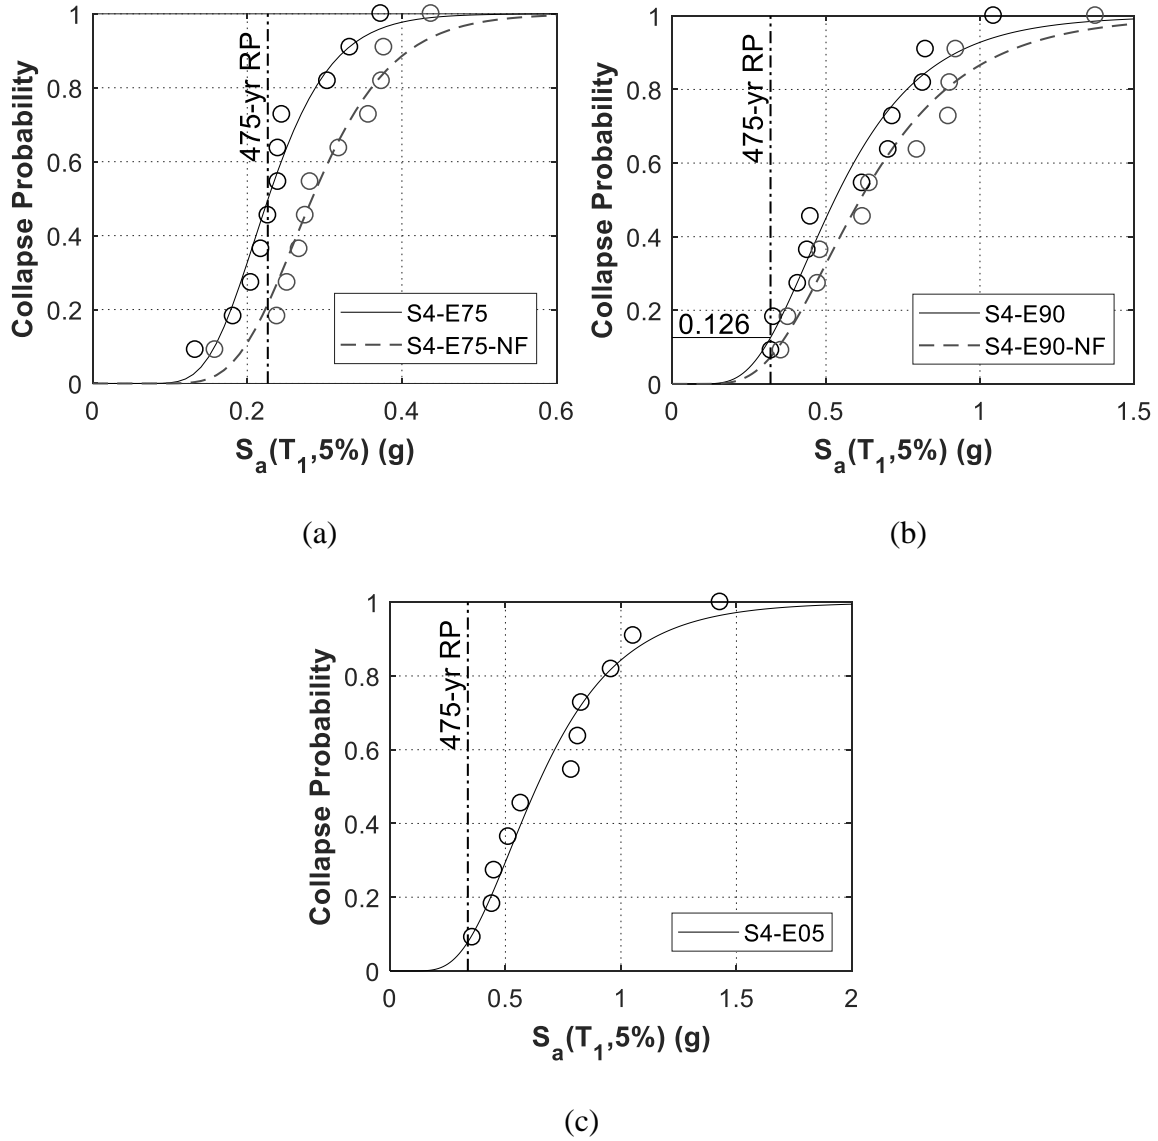 1
0.8
0.6
0.4
0.2
0
Collapse Probability
475-yr RP
S4-E75
S4-E75-NF
0
0.2
0.4
0.6
Sa(T1,5%) (g)
(a)
1
0.8
0.6
0.4
0.2
0
Collapse Probability
475-yr RP
0.126
S4-E90
S4-E90-NF
0
0.5
1
1.5
Sa(T1,5%) (g)
(b)
1
0.8
0.6
0.4
0.2
0
Collapse Probability
475-yr RP
S4-E05
0
0.5
1
1.5
2
Sa(T1,5%) (g)
(c)